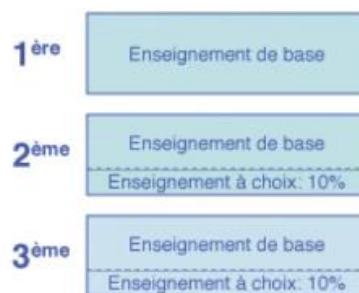 1ère
Enseignement de base
2ème
Enseignement de base
Enseignement à choix: 10%
3ème
Enseignement de base
Enseignement à choix: 10%